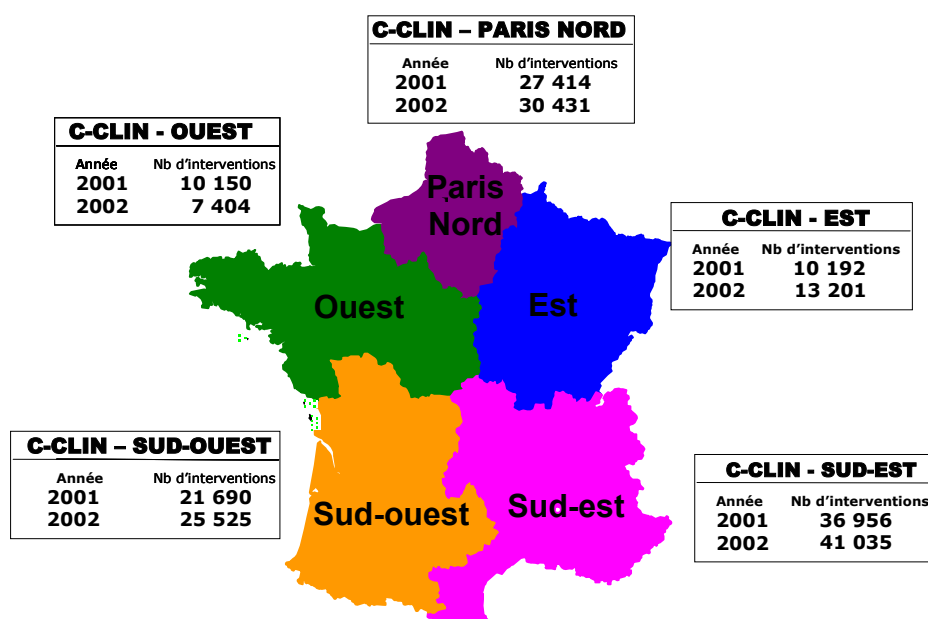 C-CLIN – PARIS NORD
Année Nb d'interventions
2001 27 414
2002 30 431
C-CLIN - OUEST
Année Nb d'interventions
2001 10 150
2002 7 404
Paris
Nord
C-CLIN - EST
Année Nb d'interventions
2001 10 192
2002 13 201
Ouest
Est
C-CLIN – SUD-OUEST
Année Nb d'interventions
2001 21 690
2002 25 525
Sud-ouest
Sud-est
C-CLIN - SUD-EST
Année Nb d'interventions
2001 36 956
2002 41 035